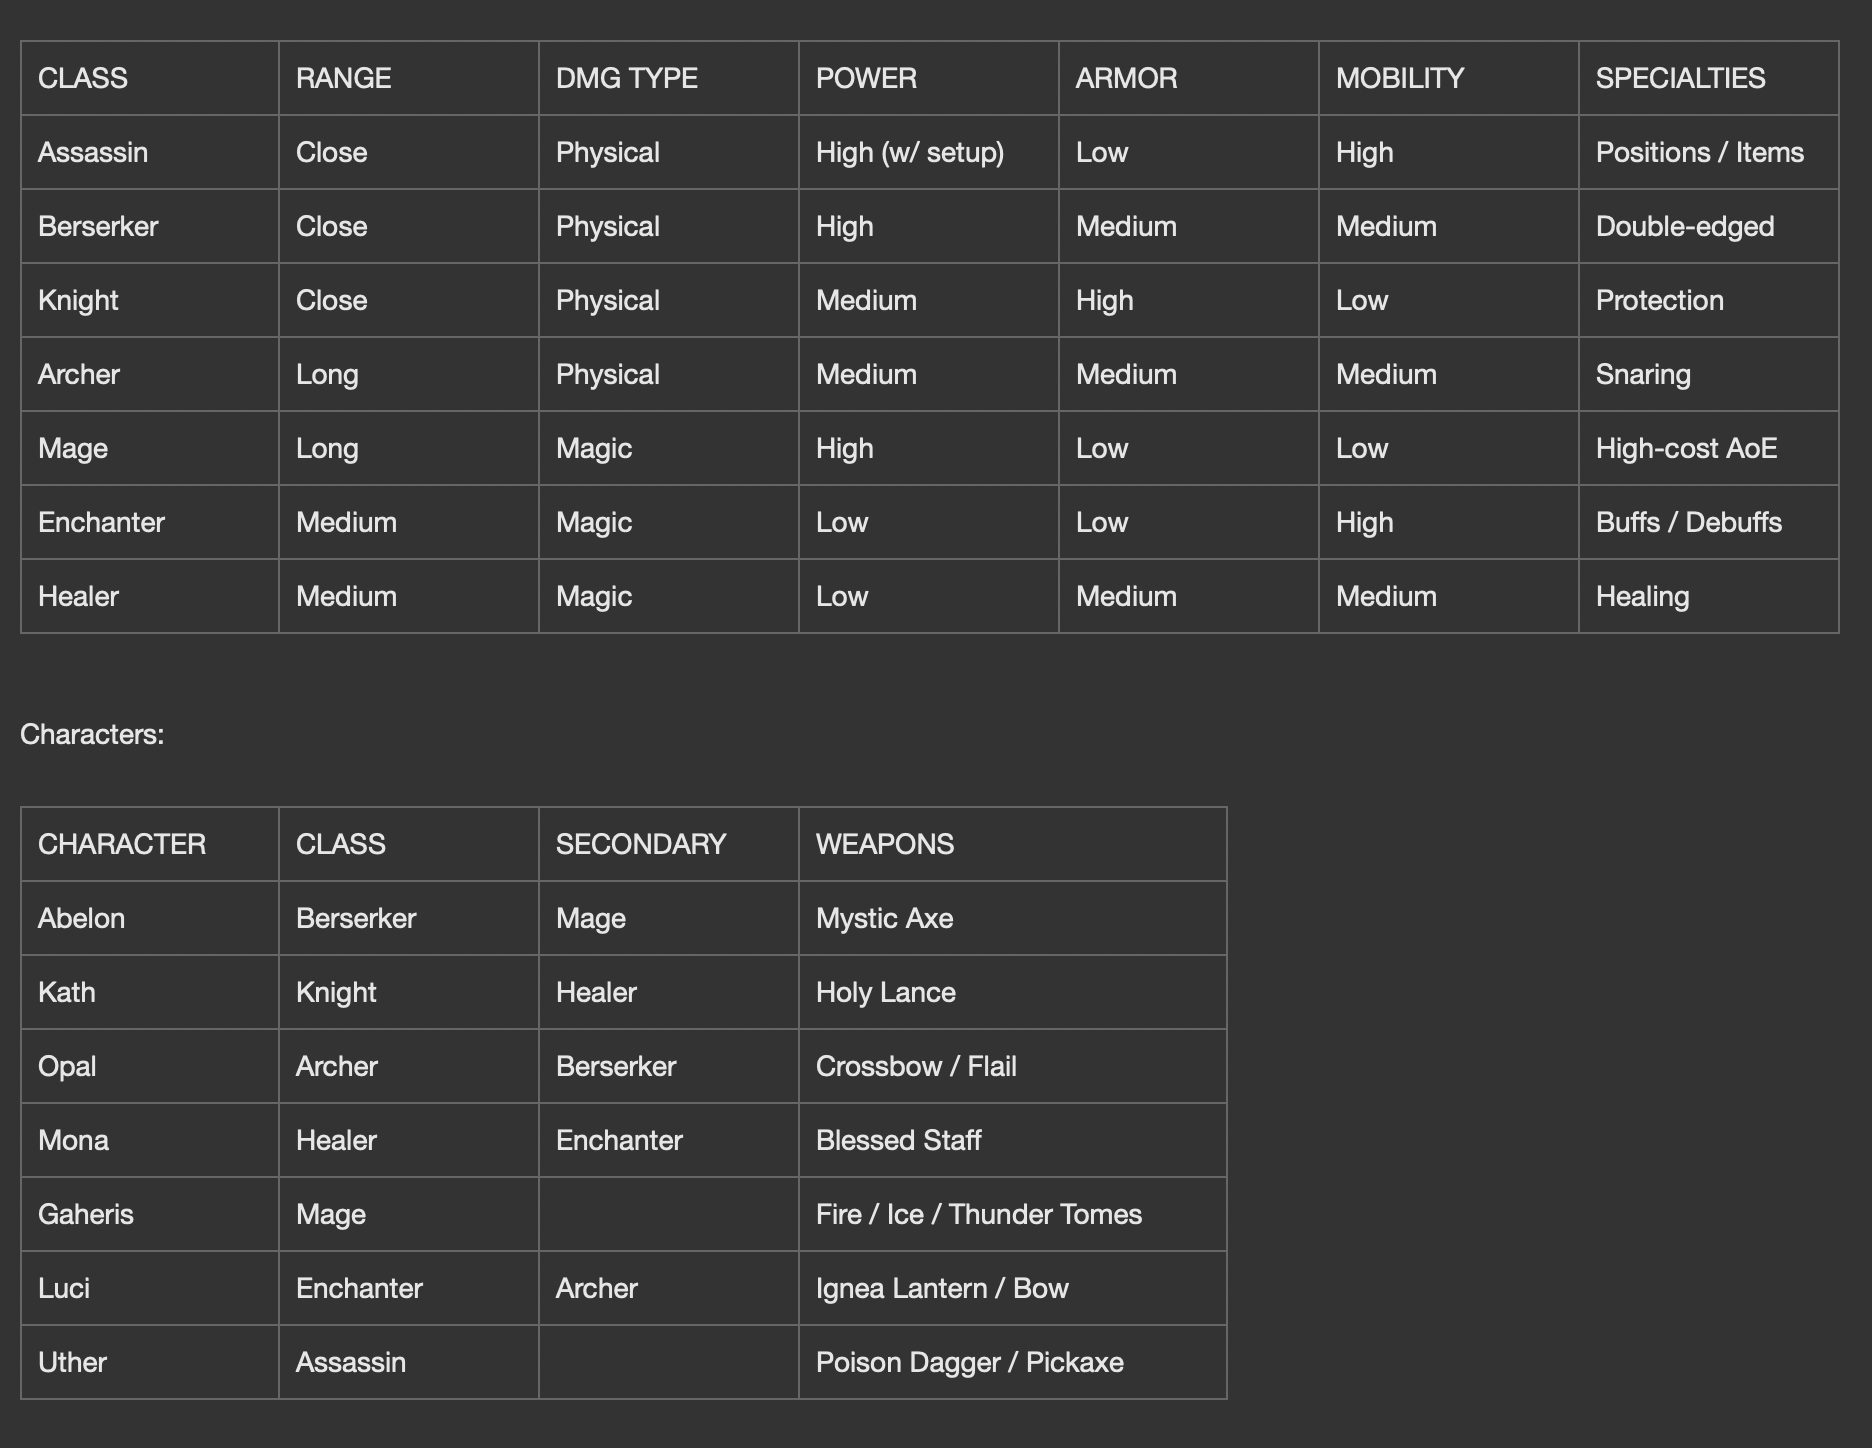 CLASS RANGE DMG TYPE POWER ARMOR MOBILITY SPECIALTIES
Assassin Close Physical High (w/ setup) Low High Positions / Items
Berserker Close Physical High Medium Medium Double-edged
Knight Close Physical Medium High Low Protection
Archer Long Physical Medium Medium Medium Snaring
Mage Long Magic High Low Low High-cost AoE
Enchanter Medium Magic Low Low High Buffs / Debuffs
Healer Medium Magic Low Medium Medium Healing
Characters:
CHARACTER CLASS SECONDARY WEAPONS
Abelon Berserker Mage Mystic Axe
Kath Knight Healer Holy Lance
Opal Archer Berserker Crossbow / Flail
Mona Healer Enchanter Blessed Staff
Gaheris Mage Fire / Ice / Thunder Tomes
Luci Enchanter Archer Ignea Lantern / Bow
Uther Assassin Poison Dagger / Pickaxe